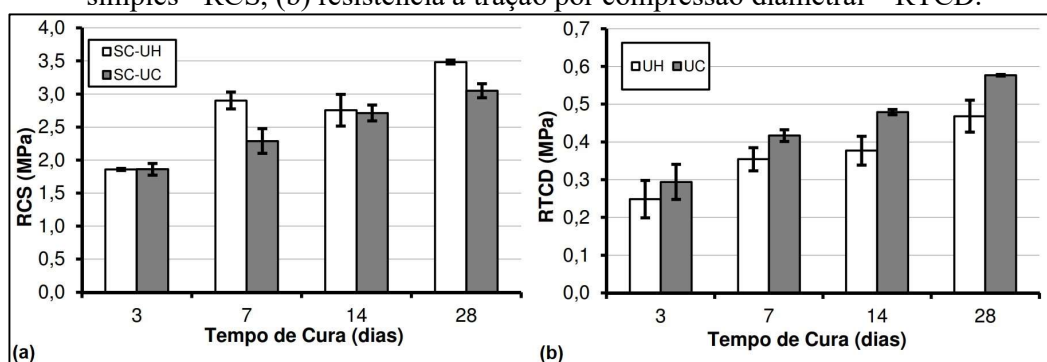 simples - RCS; (b) resistência à tração por compressão diametral – RTCD.
SC-UH
SC-UC
RCS (MPa)
4,0
3,5
3,0
2,5
2,0
1,5
1,0
0,5
0,0
3 7 14 28
Tempo de Cura (dias)
(a)
UH UC
RTCD (MPa)
0,7
0,6
0,5
0,4
0,3
0,2
0,1
0,0
3 7 14 28
Tempo de Cura (dias)
(b)